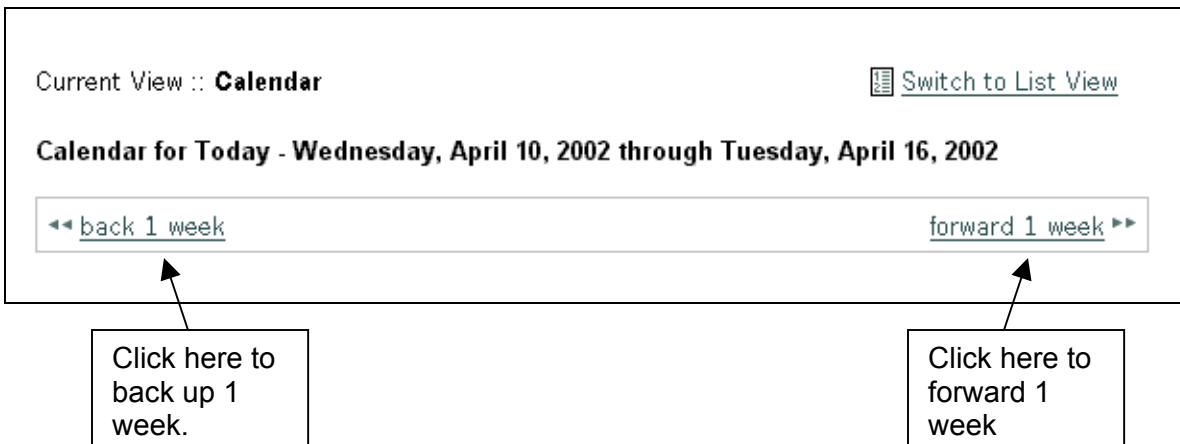 Current View :: Calendar
Switch to List View
Calendar for Today - Wednesday, April 10, 2002 through Tuesday, April 16, 2002
◄◄ back 1 week
forward 1 week ►►
Click here to
back up 1
week.
Click here to
forward 1
week